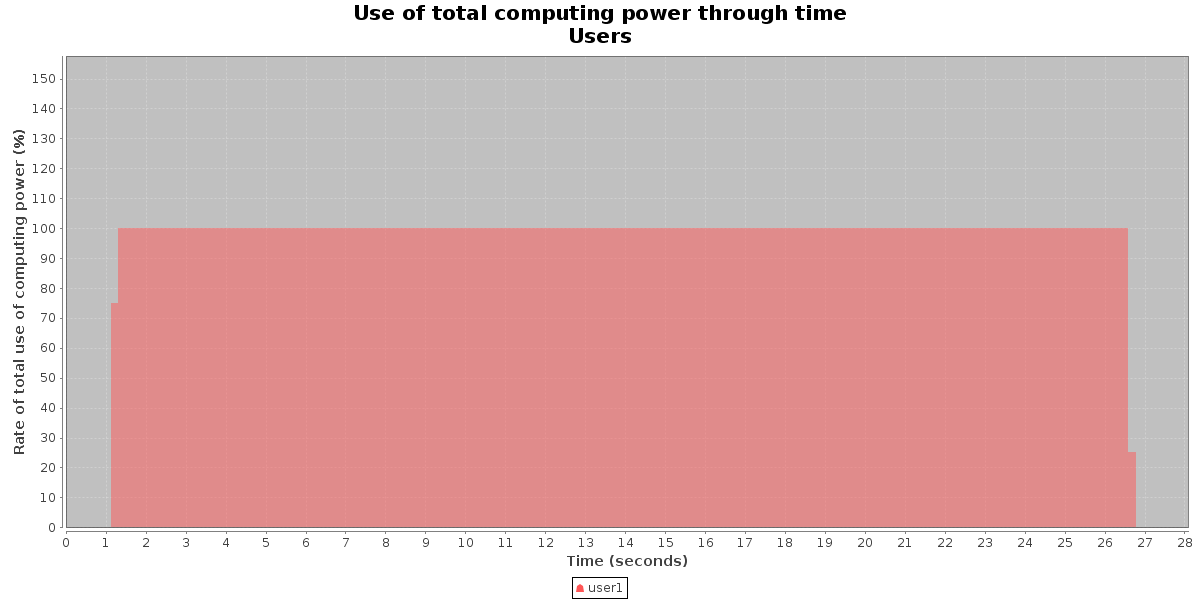 Use of total computing power through time
Users
Rate of total use of computing power (%)
150
140
130
120
110
100
90
80
70
60
50
40
30
20
10
0
0 1 2 3 4 5 6 7 8 9 10 11 12 13 14 15 16 17 18 19 20 21 22 23 24 25 26 27 28
Time (seconds)
user1